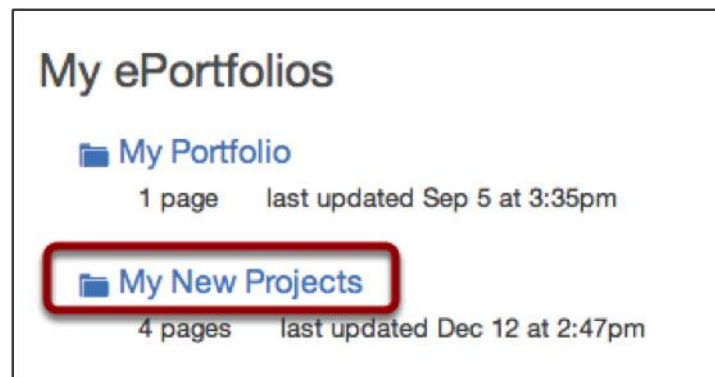 My ePortfolios
My Portfolio
1 page last updated Sep 5 at 3:35pm
My New Projects
4 pages last updated Dec 12 at 2:47pm